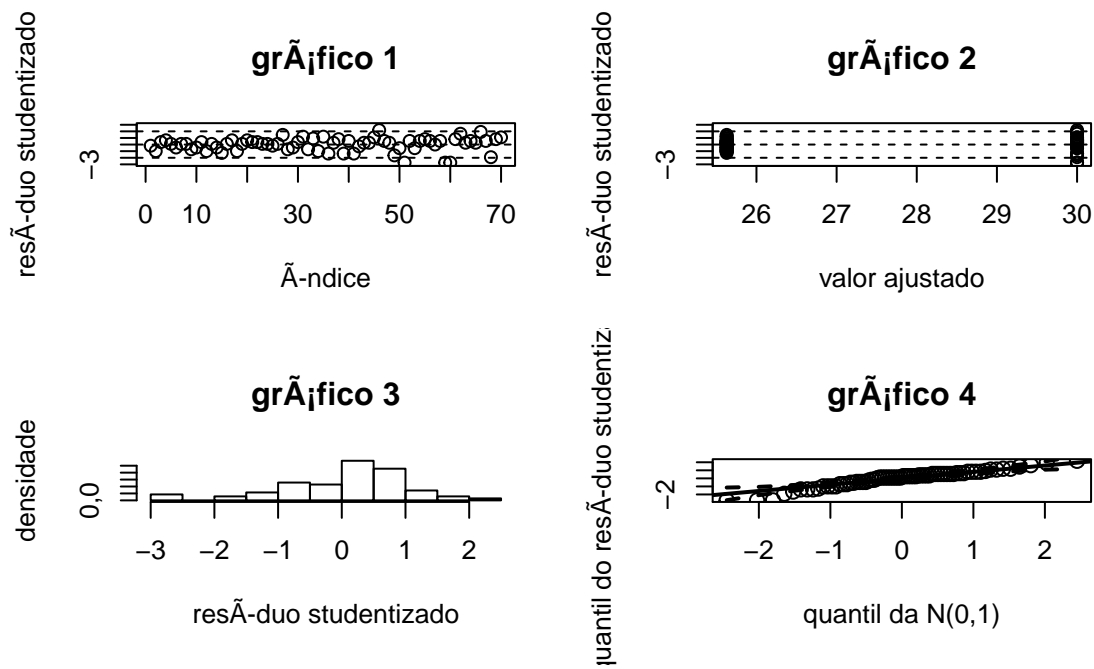 grÃ¡fico 1
resÃ-duo studentizado
−3
0 10 30 50 70
Ã-ndice
grÃ¡fico 2
resÃ-duo studentizado
−3
26 27 28 29 30
valor ajustado
grÃ¡fico 3
densidade
0,0
−3 −2 −1 0 1 2
resÃ-duo studentizado
grÃ¡fico 4
quantil do resÃ-duo studentiz
−2
−2 −1 0 1 2
quantil da N(0,1)